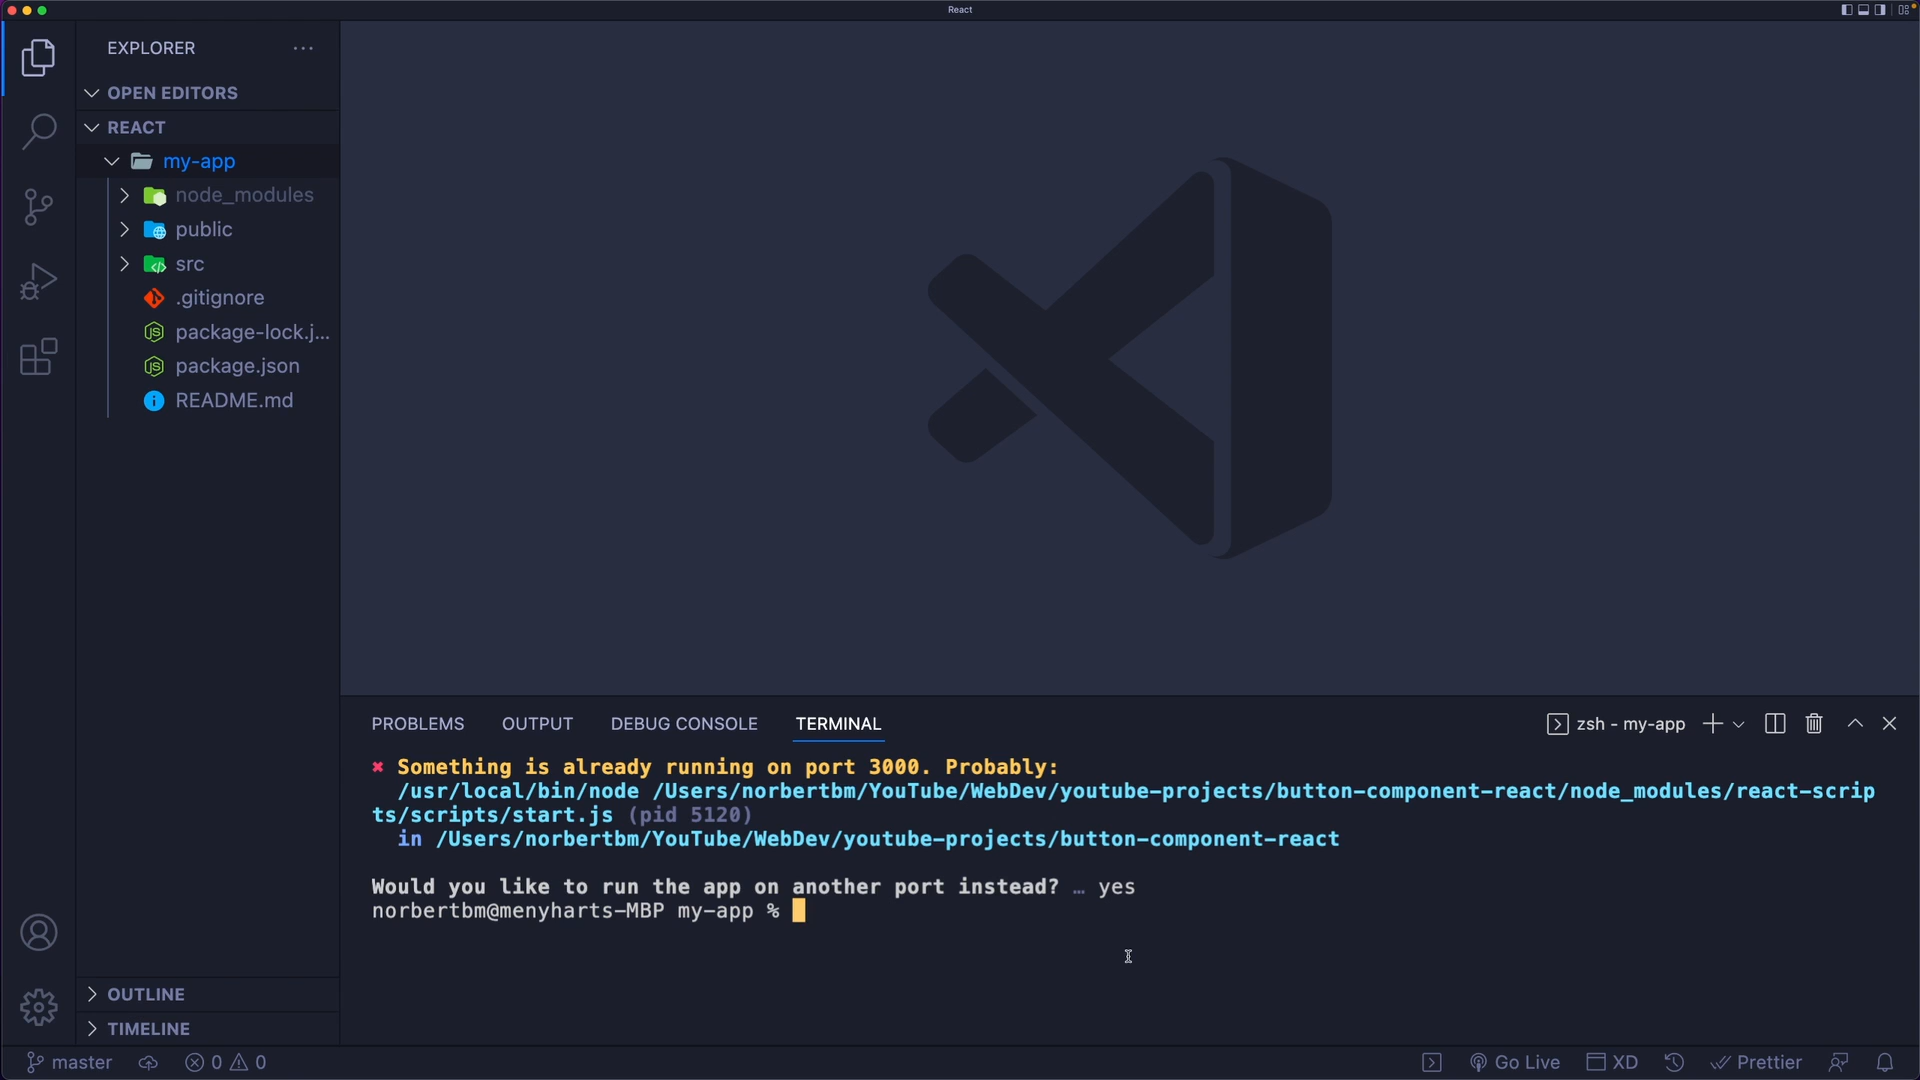 React
EXPLORER
OPEN EDITORS
REACT
my-app
node_modules
public
src
.gitignore
package-lock.j...
package.json
README.md
OUTLINE
TIMELINE
PROBLEMS OUTPUT DEBUG CONSOLE TERMINAL zsh - my-app
✖ Something is already running on port 3000. Probably:
/usr/local/bin/node /Users/norbertbm/YouTube/WebDev/youtube-projects/button-component-react/node_modules/react-scrip
ts/scripts/start.js (pid 5120)
in /Users/norbertbm/YouTube/WebDev/youtube-projects/button-component-react
Would you like to run the app on another port instead? … yes
norbertbm@menyharts-MBP my-app %
master 0 0 Go Live XD Prettier